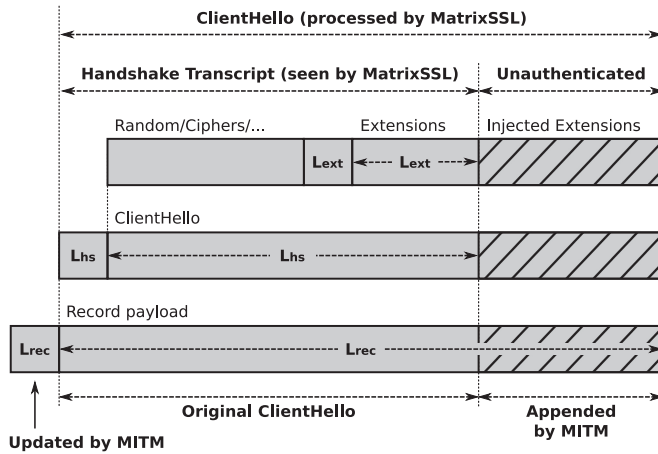 ClientHello (processed by MatrixSSL)
Handshake Transcript (seen by MatrixSSL) Unauthenticated
Random/Ciphers/... Extensions Injected Extensions
Lext Lext
ClientHello
Lhs Lhs
Record payload
Lrec Lrec
Original ClientHello Appended
by MITM
Updated by MITM